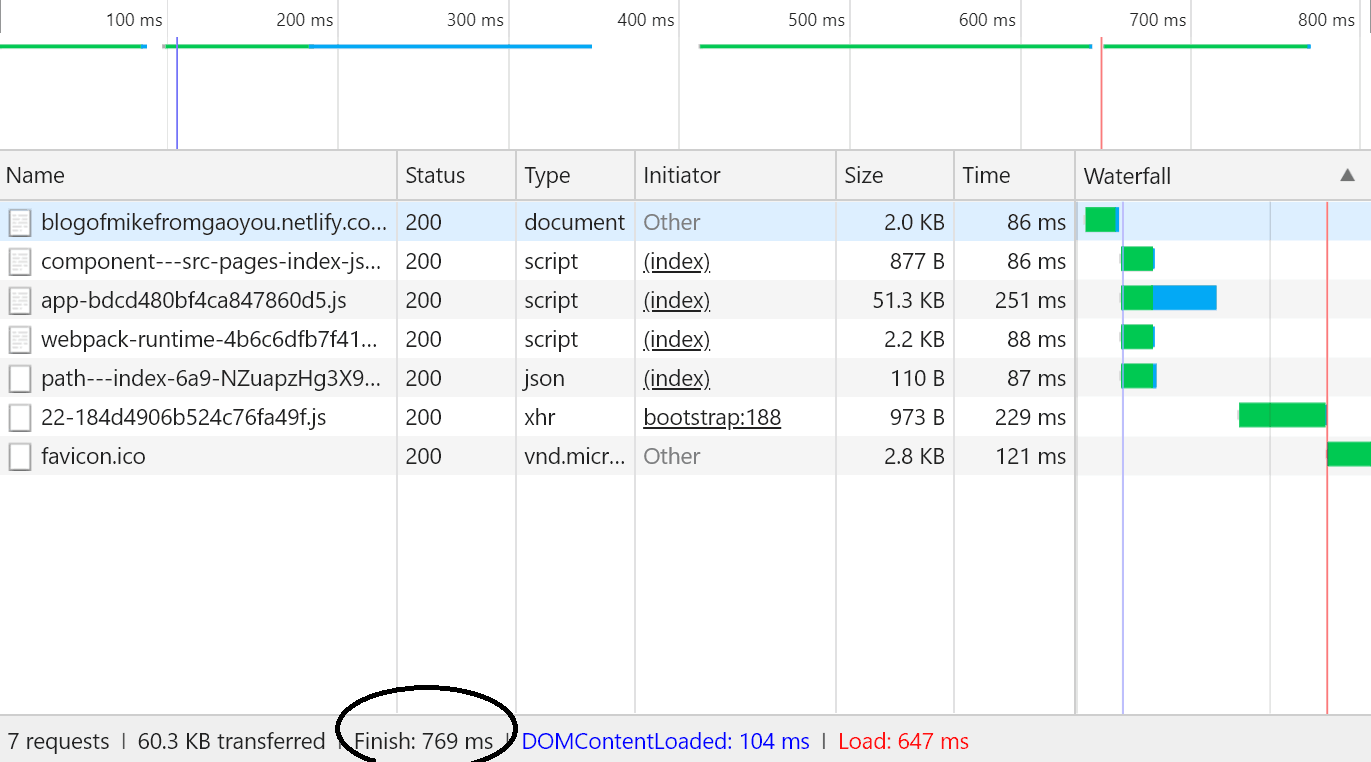 100 ms 200 ms 300 ms 400 ms 500 ms 600 ms 700 ms 800 ms
Name Status Type Initiator Size Time Waterfall ▲
blogofmikefromgaoyou.netlify.co... 200 document Other 2.0 KB 86 ms
component---src-pages-index-js... 200 script (index) 877 B 86 ms
app-bdcd480bf4ca847860d5.js 200 script (index) 51.3 KB 251 ms
webpack-runtime-4b6c6dfb7f41... 200 script (index) 2.2 KB 88 ms
path---index-6a9-NZuapzHg3X9... 200 json (index) 110 B 87 ms
22-184d4906b524c76fa49f.js 200 xhr bootstrap:188 973 B 229 ms
favicon.ico 200 vnd.micr... Other 2.8 KB 121 ms
7 requests | 60.3 KB transferred | Finish: 769 ms | DOMContentLoaded: 104 ms | Load: 647 ms